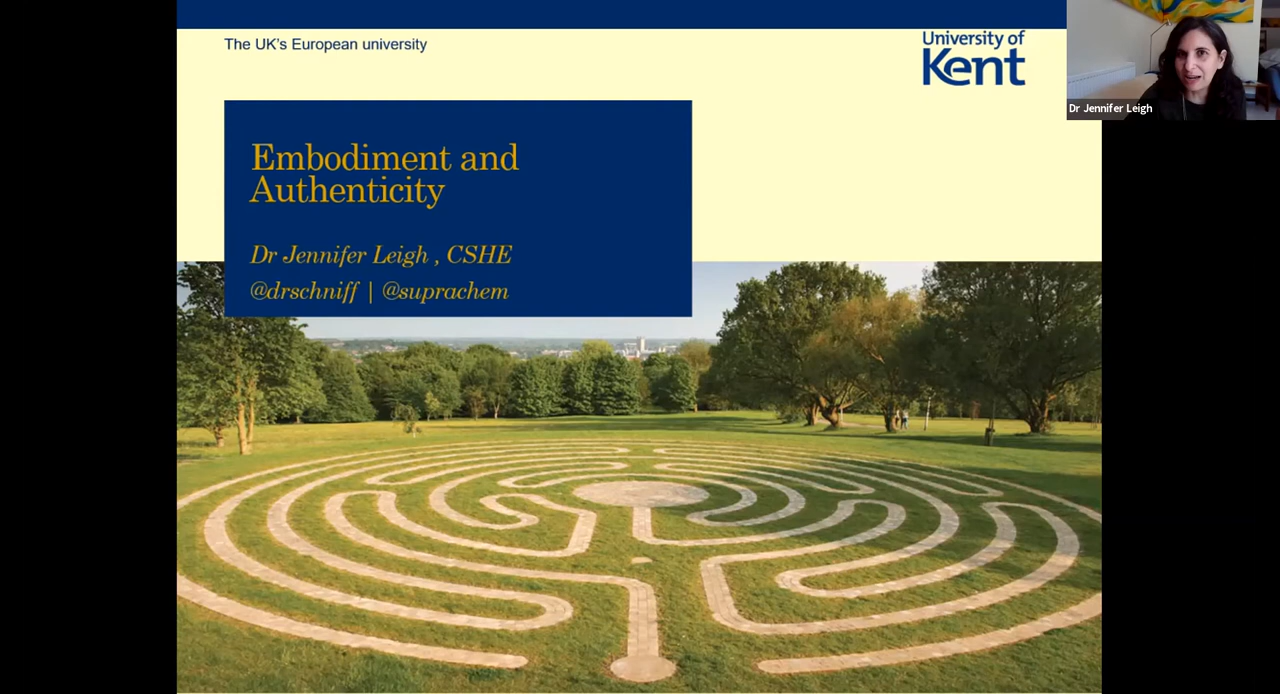 The UK's European university
University of
Kent
Dr Jennifer Leigh
Embodiment and
Authenticity
Dr Jennifer Leigh , CSHE
@drschniff | @suprachem